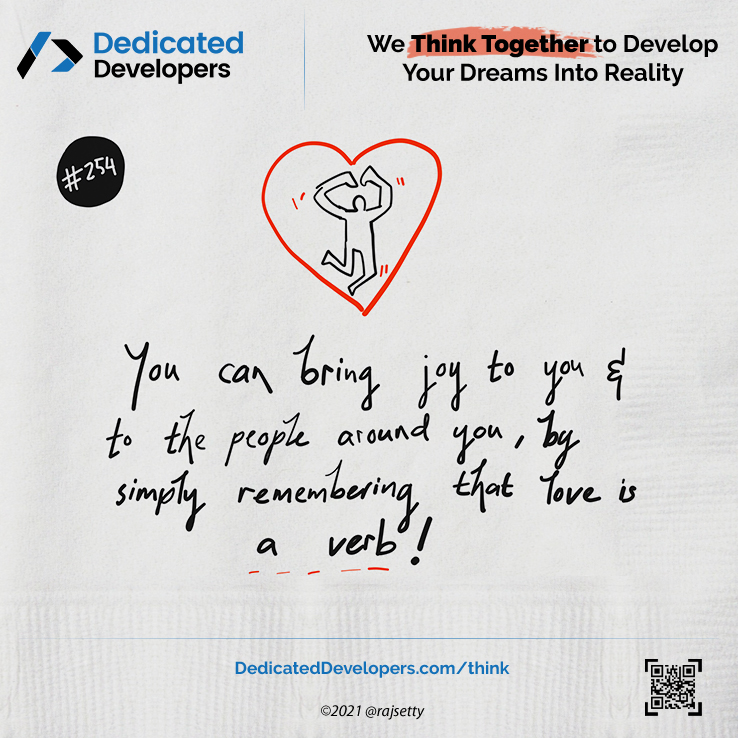 Dedicated
Developers
We Think Together to Develop
Your Dreams Into Reality
#254
You can bring joy to you &
to the people around you, by
simply remembering that love is
a verb!
DedicatedDevelopers.com/think
©2021 @rajsetty